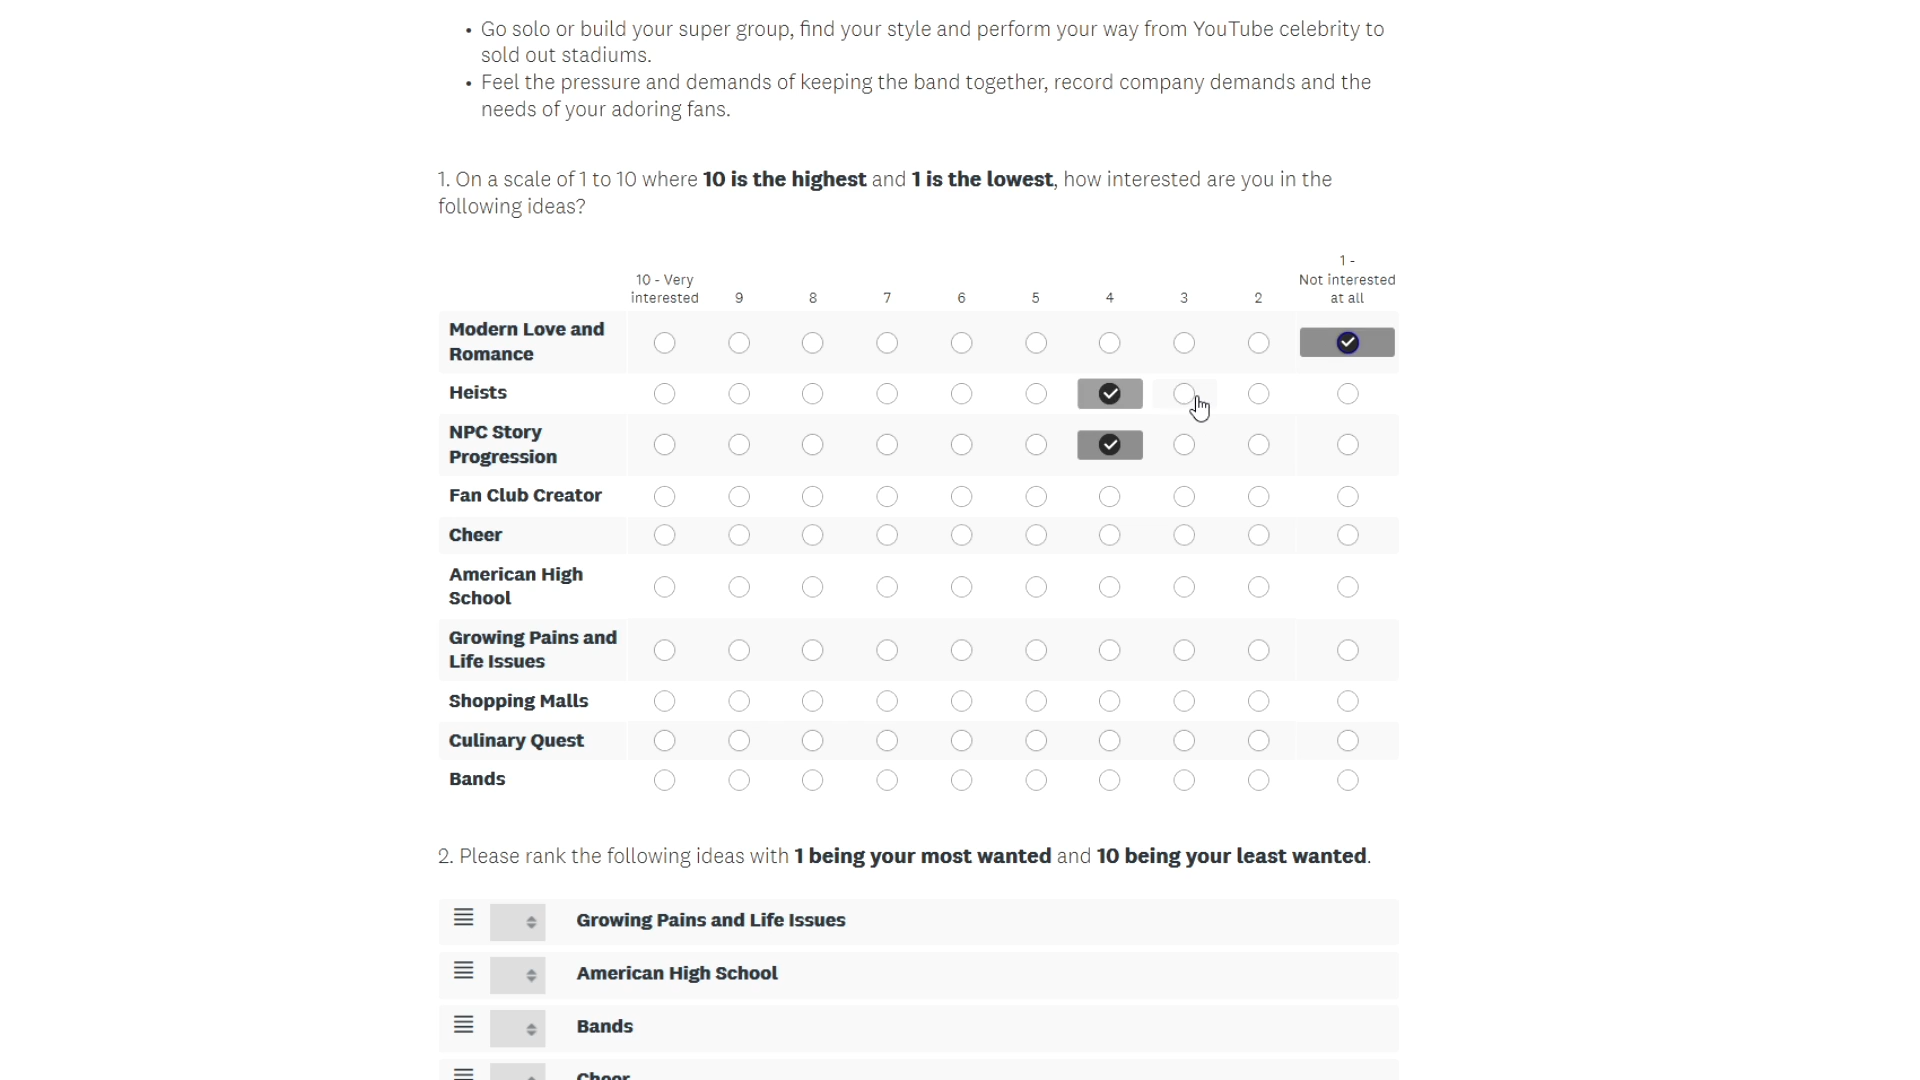 • Go solo or build your super group, find your style and perform your way from YouTube celebrity to
sold out stadiums.
• Feel the pressure and demands of keeping the band together, record company demands and the
needs of your adoring fans.
1. On a scale of 1 to 10 where 10 is the highest and 1 is the lowest, how interested are you in the
following ideas?
10 - Very
interested
9
8
7
6
5
4
3
2
1 -
Not interested
at all
Modern Love and
Romance
Heists
NPC Story
Progression
Fan Club Creator
Cheer
American High
School
Growing Pains and
Life Issues
Shopping Malls
Culinary Quest
Bands
2. Please rank the following ideas with 1 being your most wanted and 10 being your least wanted.
Growing Pains and Life Issues
American High School
Bands
Cheer